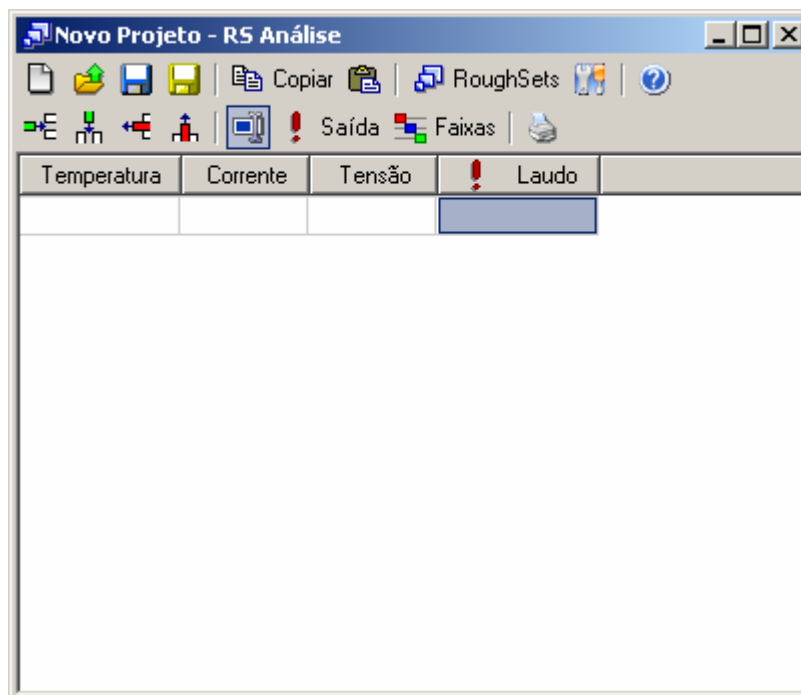 Novo Projeto - RS Análise
Copiar RoughSets
Saída Faixas
Temperatura Corrente Tensão Laudo